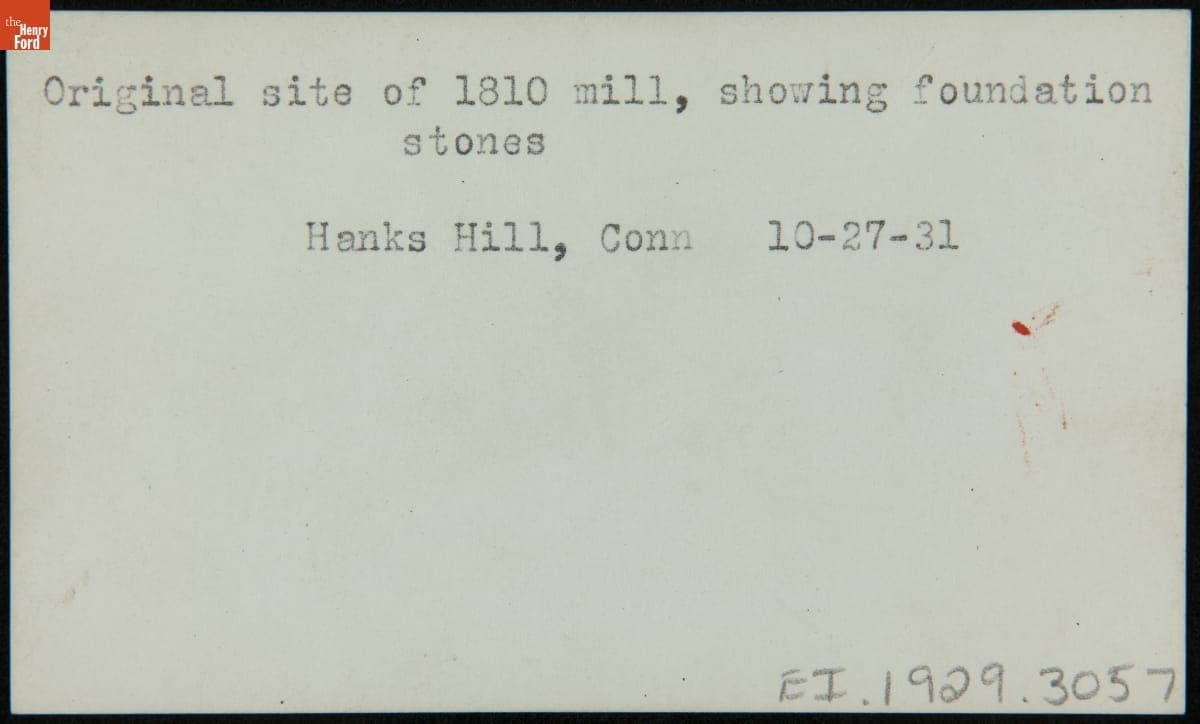 the
Henry
Ford
Original site of 1810 mill, showing foundation
stones
Hanks Hill, Conn 10-27-31
EI.1929.3057